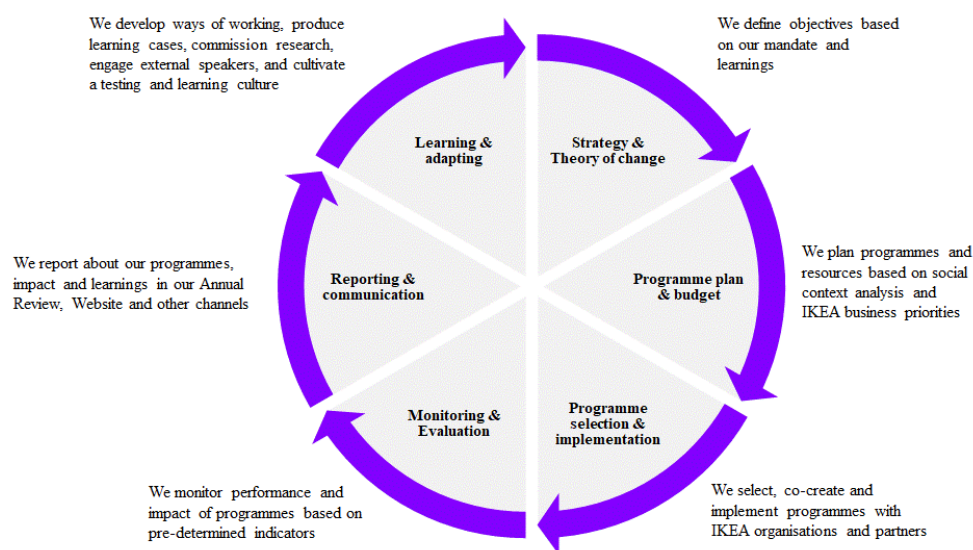 We develop ways of working, produce
learning cases, commission research,
engage external speakers, and cultivate
a testing and learning culture
We define objectives based
on our mandate and
learnings
Learning &
adapting
Strategy &
Theory of change
We report about our programmes,
impact and learnings in our Annual
Review, Website and other channels
Reporting &
communication
Programme plan
& budget
We plan programmes and
resources based on social
context analysis and
IKEA business priorities
Monitoring &
Evaluation
Programme
selection &
implementation
We monitor performance and
impact of programmes based on
pre-determined indicators
We select, co-create and
implement programmes with
IKEA organisations and partners